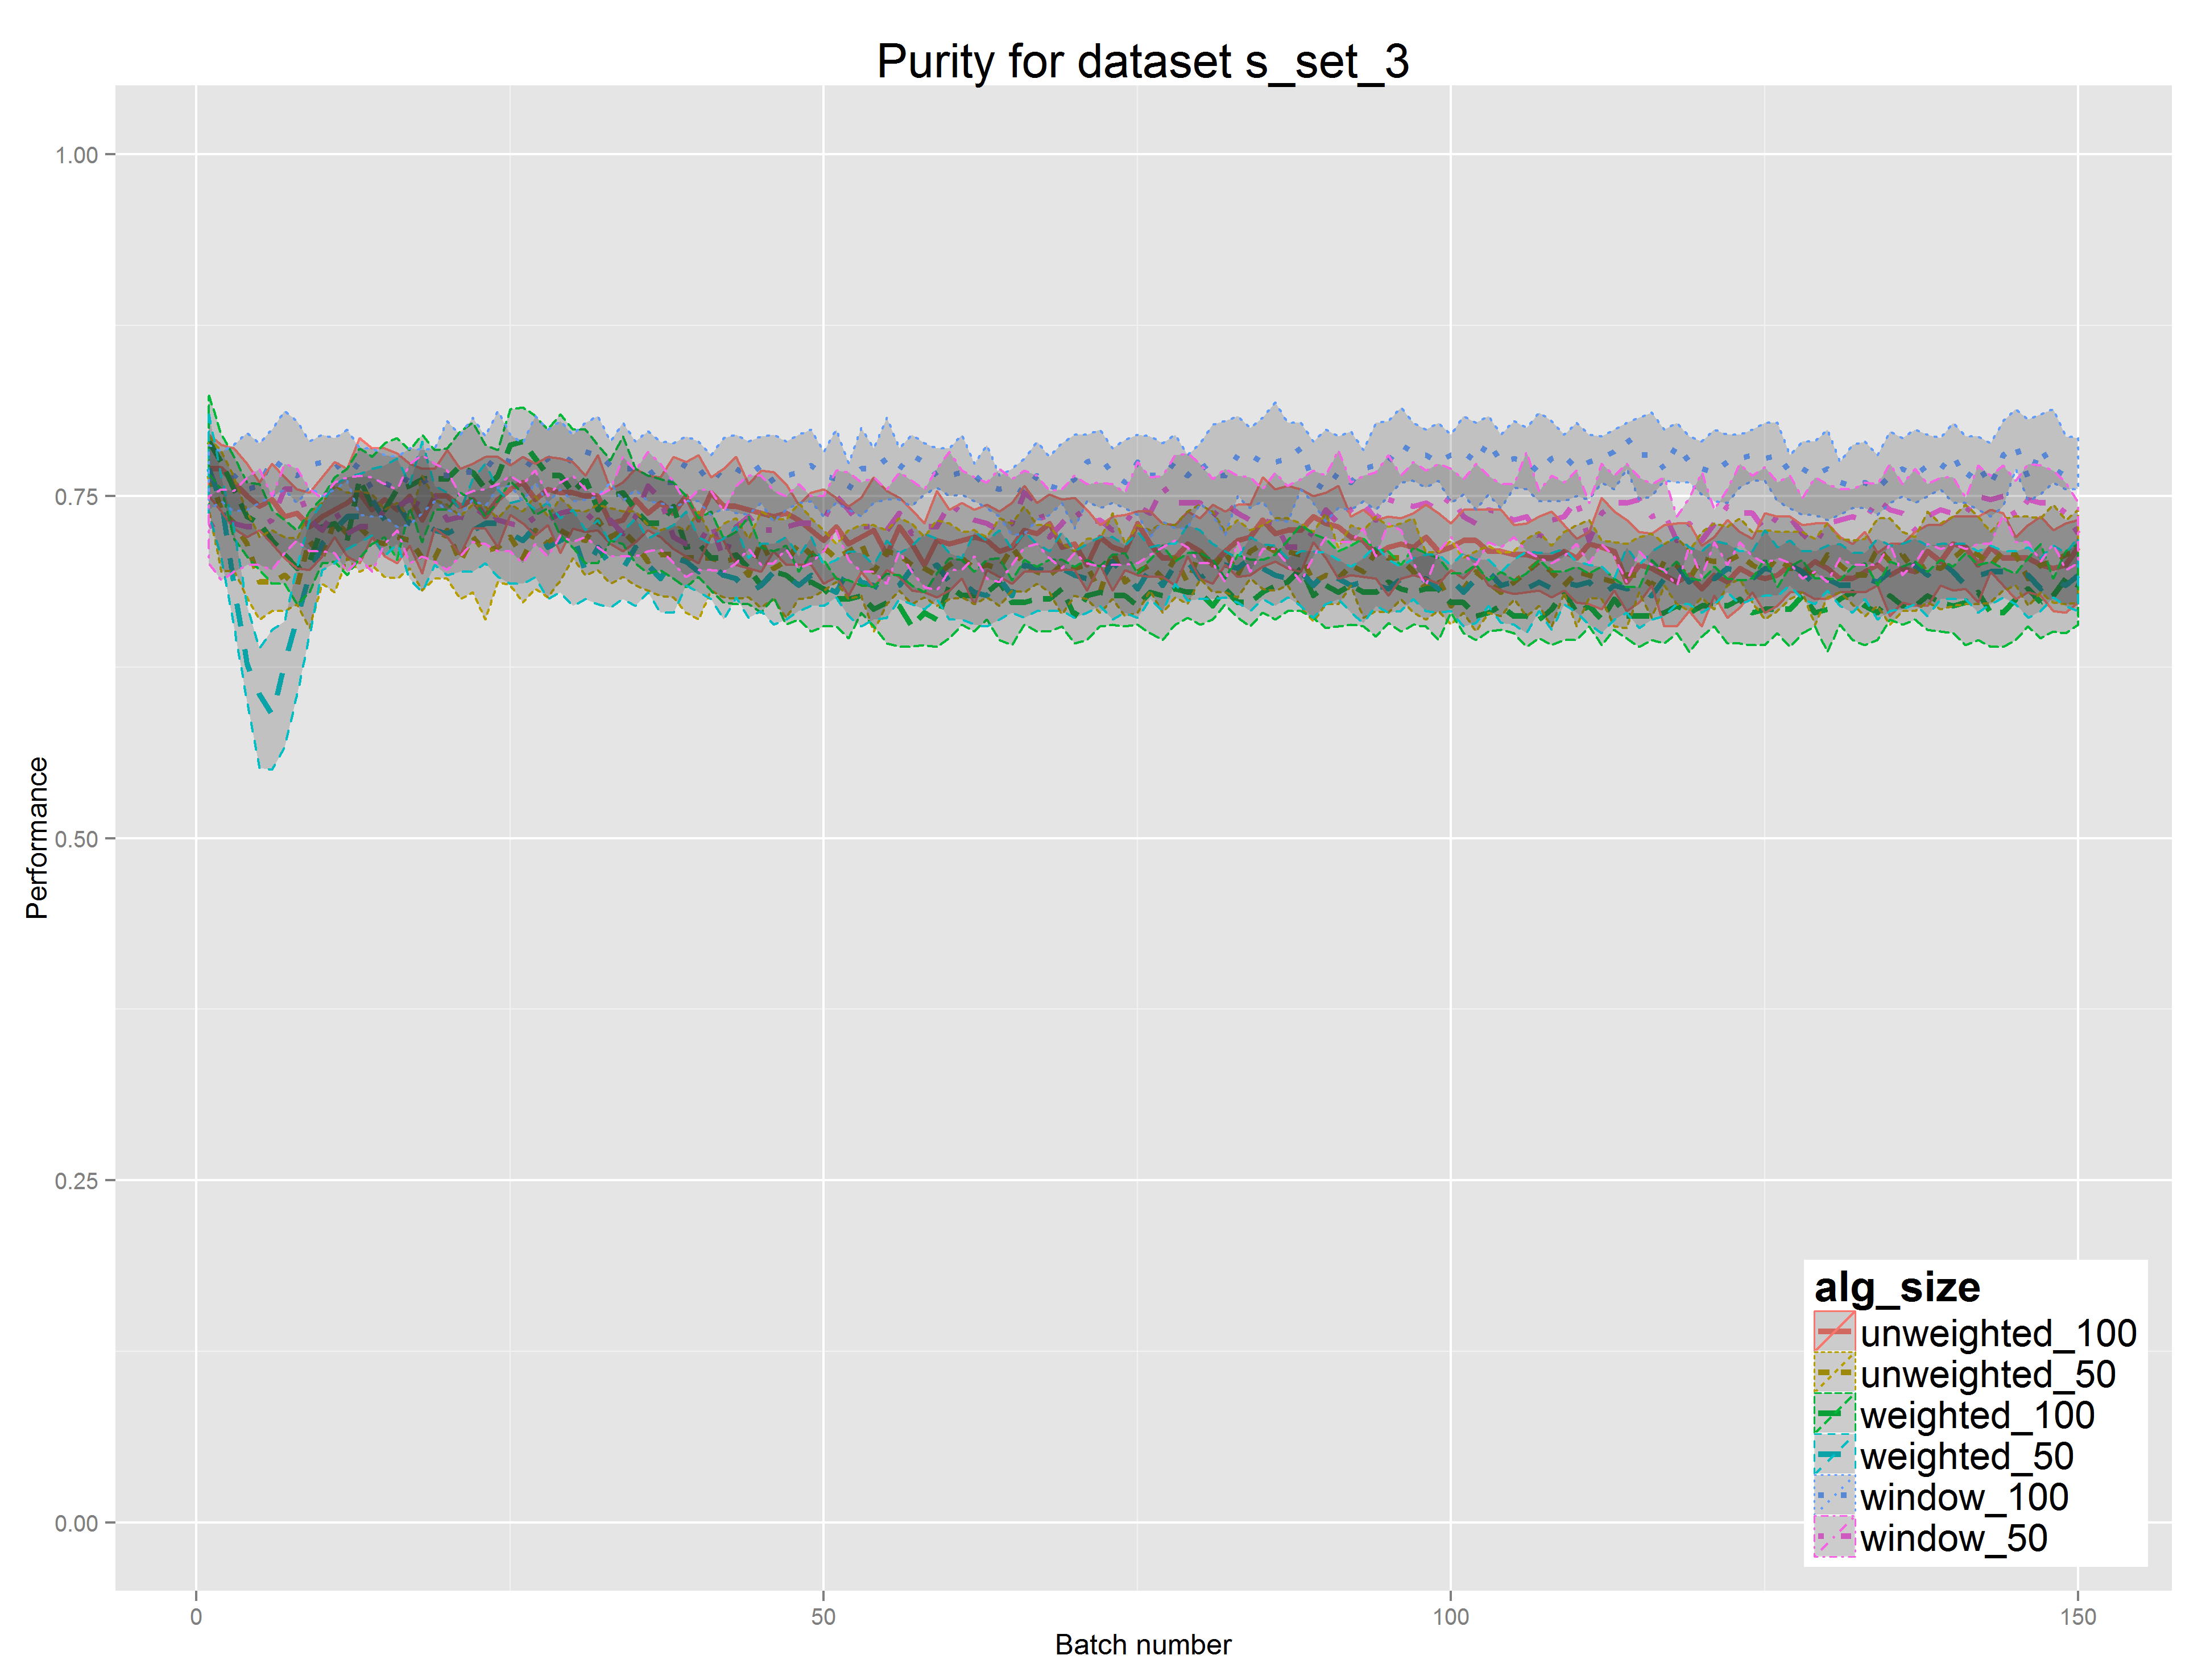 Purity for dataset s_set_3
1.00
0.75
0.50
0.25
0.00
Performance
0
50
100
150
Batch number
alg_size
unweighted_100
unweighted_50
weighted_100
weighted_50
window_100
window_50